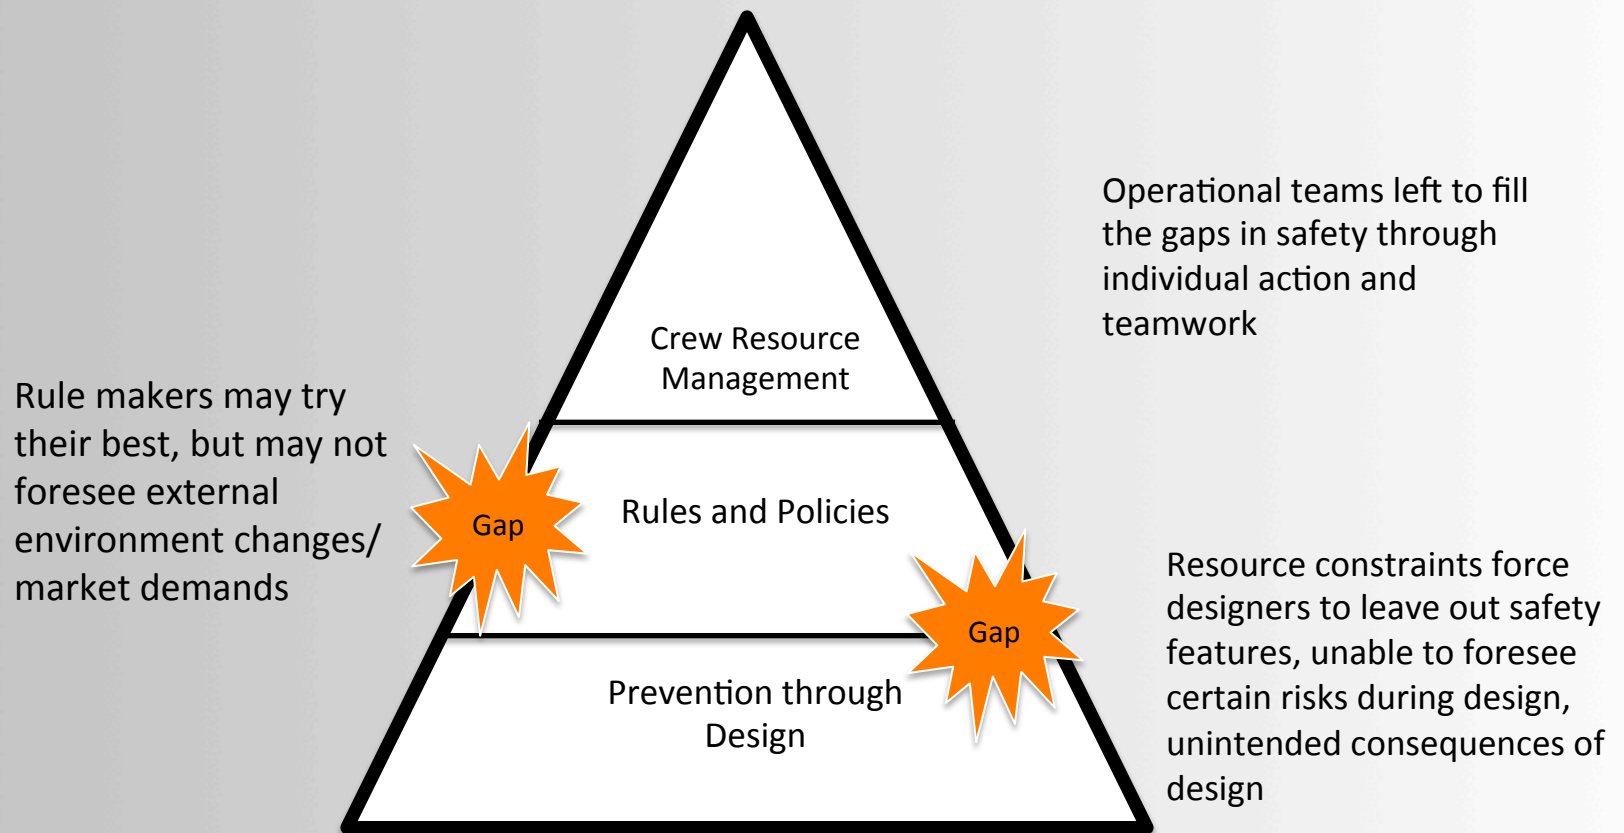 Operational teams left to fill
the gaps in safety through
individual action and
teamwork
Crew Resource
Management
Rule makers may try
their best, but may not
foresee external
environment changes/
market demands
Gap
Rules and Policies
Gap
Resource constraints force
designers to leave out safety
features, unable to foresee
certain risks during design,
unintended consequences of
design
Prevention through
Design